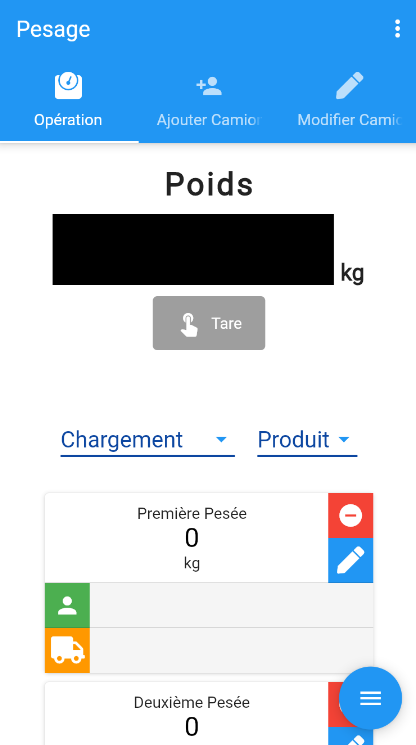 Pesage
Opération
Ajouter Camion
Modifier Camic
Poids
kg
Tare
Chargement
Produit
Première Pesée
0
kg
Deuxième Pesée
0